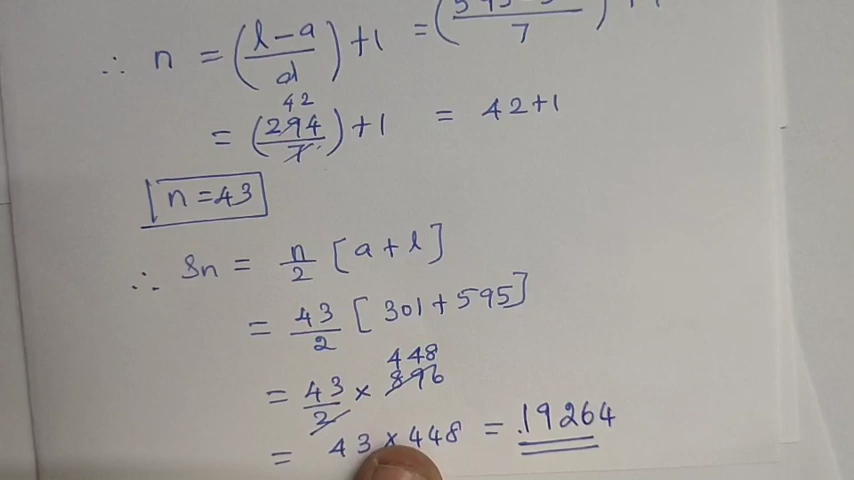 ∴ n = (l-a/d) + 1 = ( /7) +
= (294/7) + 1 = 42+1
42
n = 43
∴ Sn = n/2 [a + l]
= 43/2 [301 + 595]
= 43/2 × 896
448
= 43 × 448 = .19264